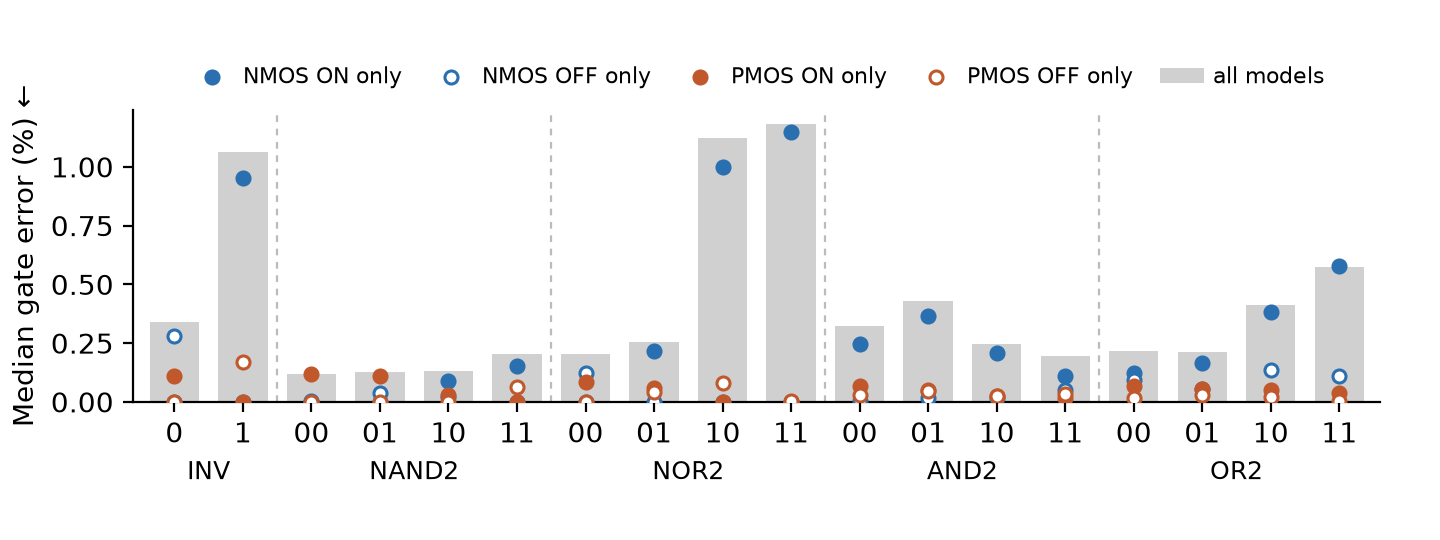 NMOS ON only NMOS OFF only PMOS ON only PMOS OFF only all models
Median gate error (%) ←
1.00
0.75
0.50
0.25
0.00
0 1 00 01 10 11 00 01 10 11 00 01 10 11 00 01 10 11
INV NAND2 NOR2 AND2 OR2